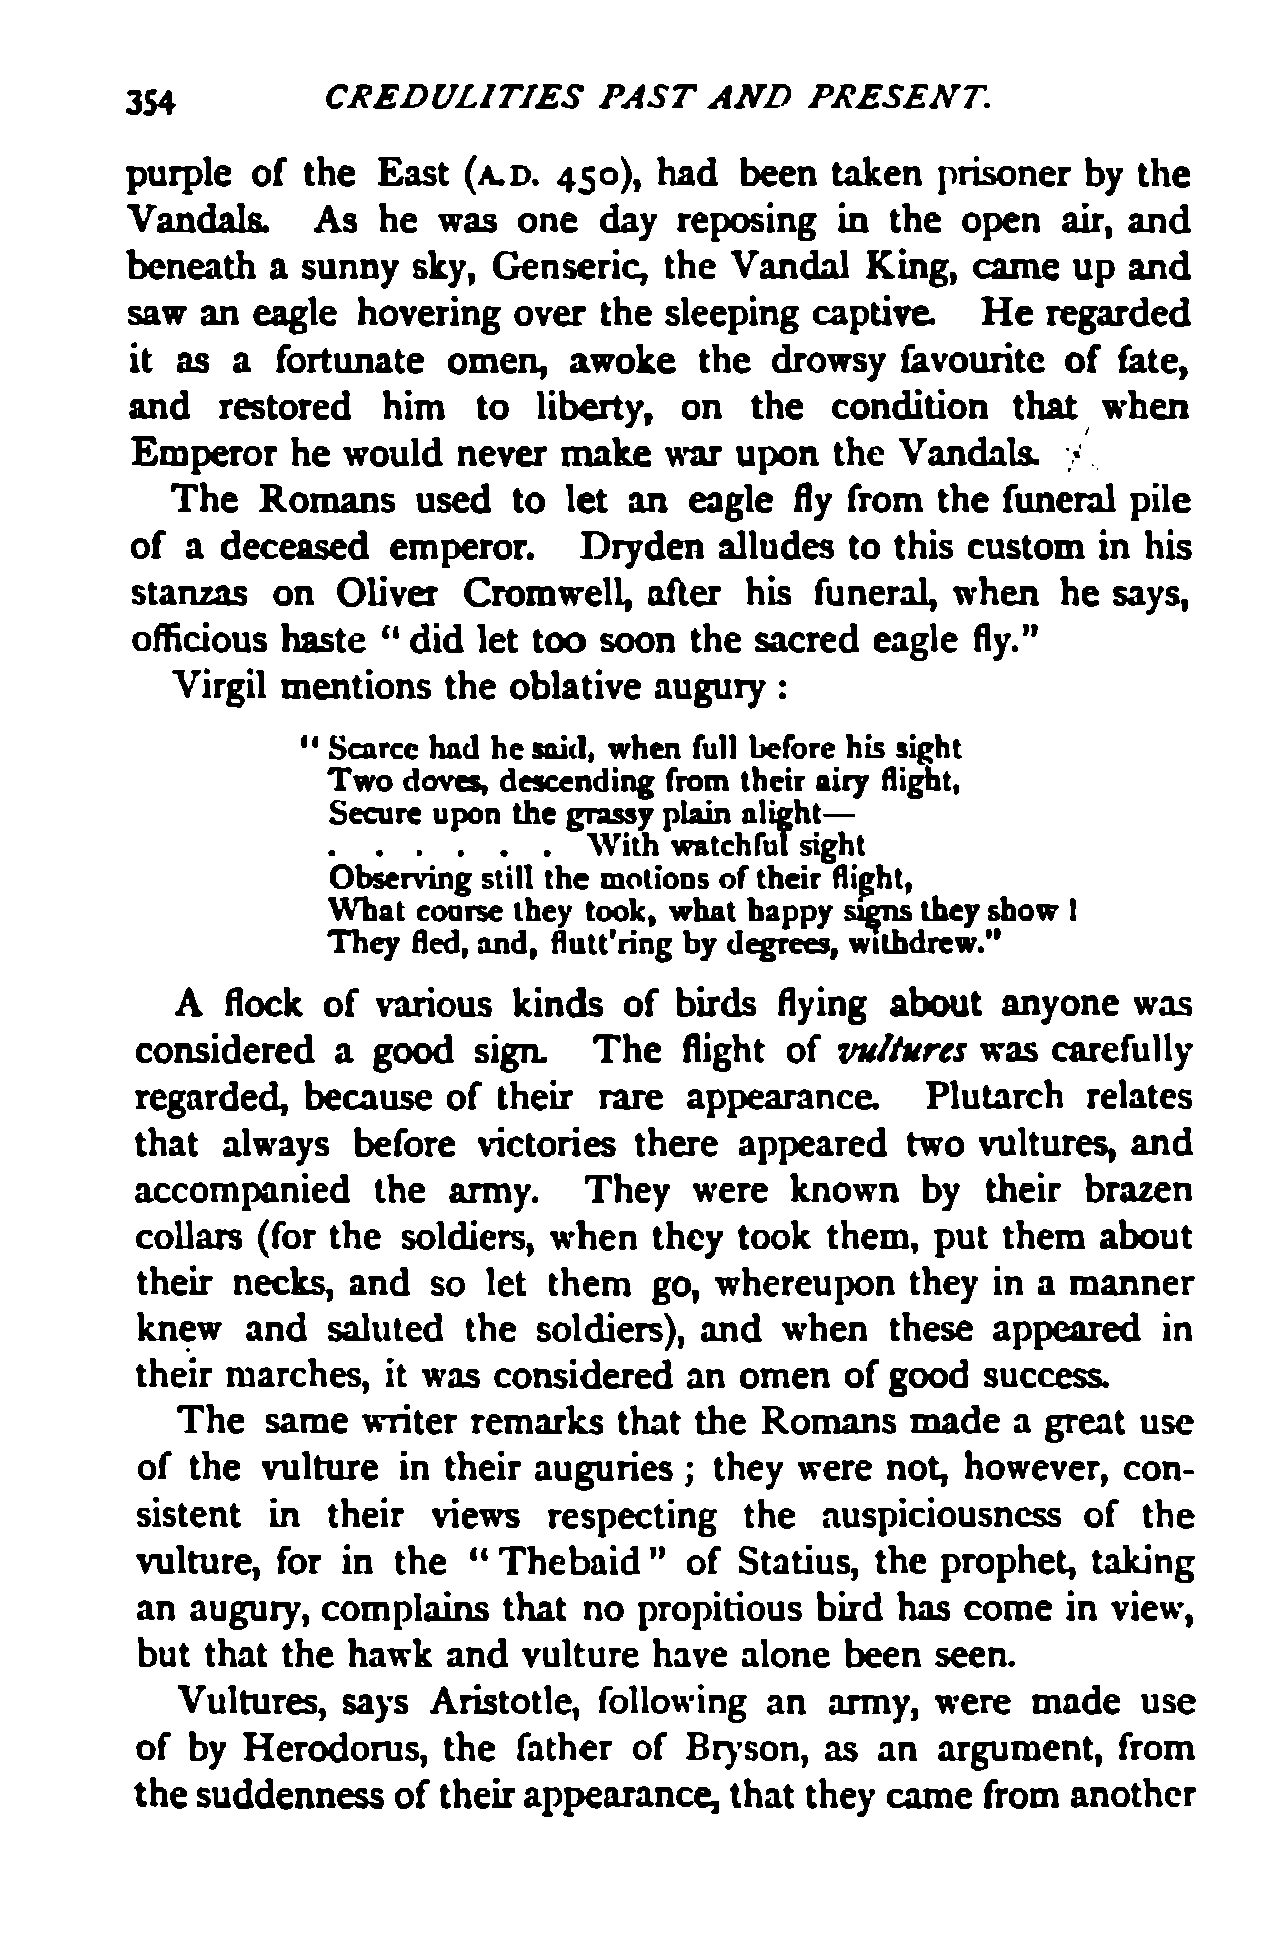 354 CREDULITIES PAST AND PRESENT.
purple of the East (A.D. 450), had been taken prisoner by the
Vandals. As he was one day reposing in the open air, and
beneath a sunny sky, Genseric, the Vandal King, came up and
saw an eagle hovering over the sleeping captive. He regarded
it as a fortunate omen, awoke the drowsy favourite of fate,
and restored him to liberty, on the condition that when
Emperor he would never make war upon the Vandals.
The Romans used to let an eagle fly from the funeral pile
of a deceased emperor. Dryden alludes to this custom in his
stanzas on Oliver Cromwell, after his funeral, when he says,
officious haste "did let too soon the sacred eagle fly."
Virgil mentions the oblative augury :
"Scarce had he said, when full before his sight
Two doves, descending from their airy flight,
Secure upon the grassy plain alight—
. . . . . . With watchful sight
Observing still the motions of their flight,
What course they took, what happy signs they show !
They fled, and, flutt'ring by degrees, withdrew."
A flock of various kinds of birds flying about anyone was
considered a good sign. The flight of vultures was carefully
regarded, because of their rare appearance. Plutarch relates
that always before victories there appeared two vultures, and
accompanied the army. They were known by their brazen
collars (for the soldiers, when they took them, put them about
their necks, and so let them go, whereupon they in a manner
knew and saluted the soldiers), and when these appeared in
their marches, it was considered an omen of good success.
The same writer remarks that the Romans made a great use
of the vulture in their auguries ; they were not, however, con-
sistent in their views respecting the auspiciousness of the
vulture, for in the "Thebaid" of Statius, the prophet, taking
an augury, complains that no propitious bird has come in view,
but that the hawk and vulture have alone been seen.
Vultures, says Aristotle, following an army, were made use
of by Herodorus, the father of Bryson, as an argument, from
the suddenness of their appearance, that they came from another